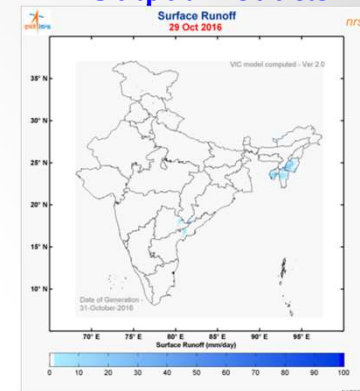 Surface Runoff
29 Oct 2016
nrs
VIC model computed - Ver 2.0
35° N
30° N
25° N
20° N
15° N
10° N
Date of Generation -
31-October-2016
70° E 75° E 80° E 85° E 90° E 95° E
Surface Runoff (mm/day)
0 10 20 30 40 50 60 70 80 90 100